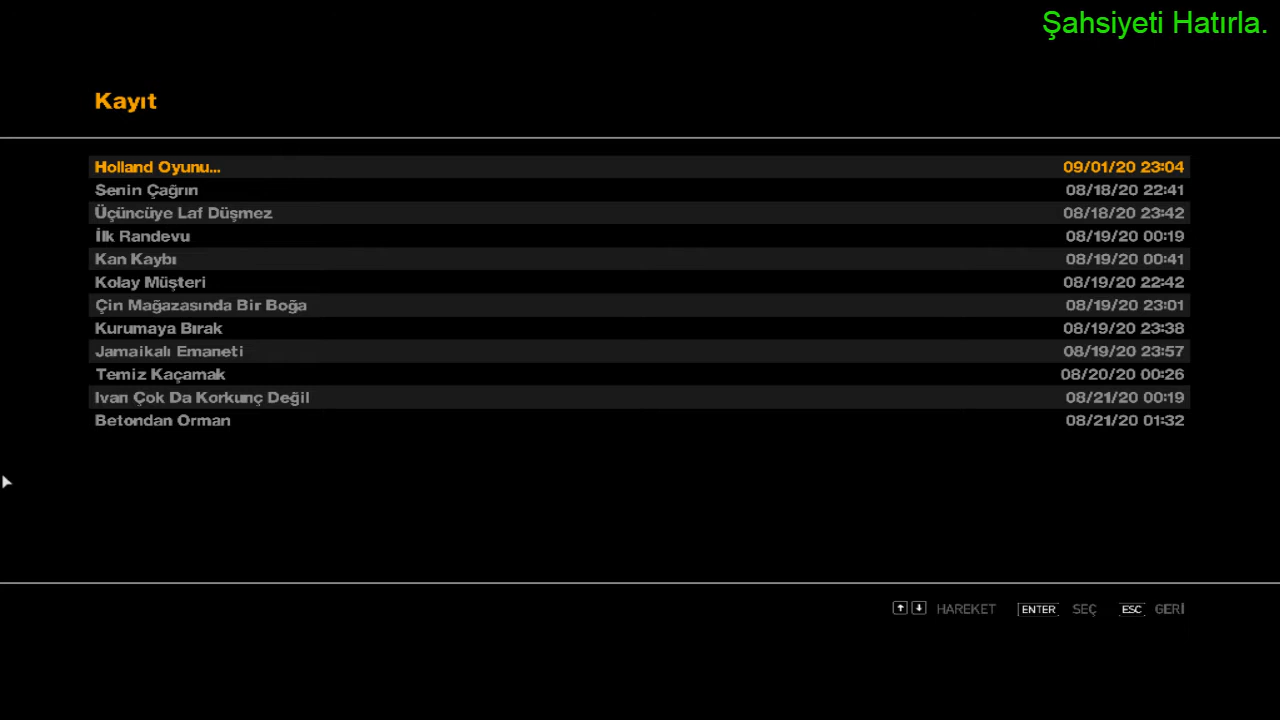 Şahsiyeti Hatırla.
Kayıt
Holland Oyunu... 09/01/20 23:04
Senin Çağrın 08/18/20 22:41
Üçüncüye Laf Düşmez 08/18/20 23:42
İlk Randevu 08/19/20 00:19
Kan Kaybı 08/19/20 00:41
Kolay Müşteri 08/19/20 22:42
Çin Mağazasında Bir Boğa 08/19/20 23:01
Kurumaya Bırak 08/19/20 23:38
Jamaikalı Emaneti 08/19/20 23:57
Temiz Kaçamak 08/20/20 00:26
Ivan Çok Da Korkunç Değil 08/21/20 00:19
Betondan Orman 08/21/20 01:32
HAREKET ENTER SEÇ ESC GERİ